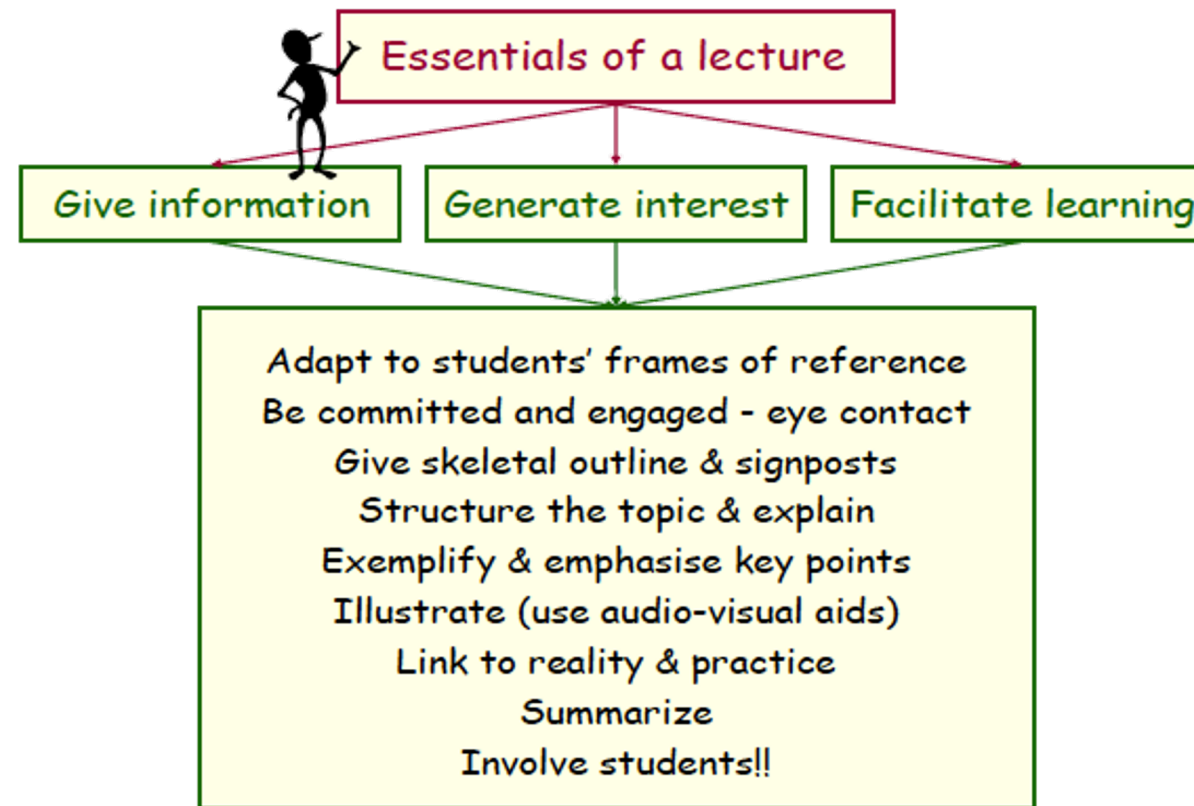 Essentials of a lecture
Give information
Generate interest
Facilitate learning
Adapt to students' frames of reference
Be committed and engaged - eye contact
Give skeletal outline & signposts
Structure the topic & explain
Exemplify & emphasise key points
Illustrate (use audio-visual aids)
Link to reality & practice
Summarize
Involve students!!